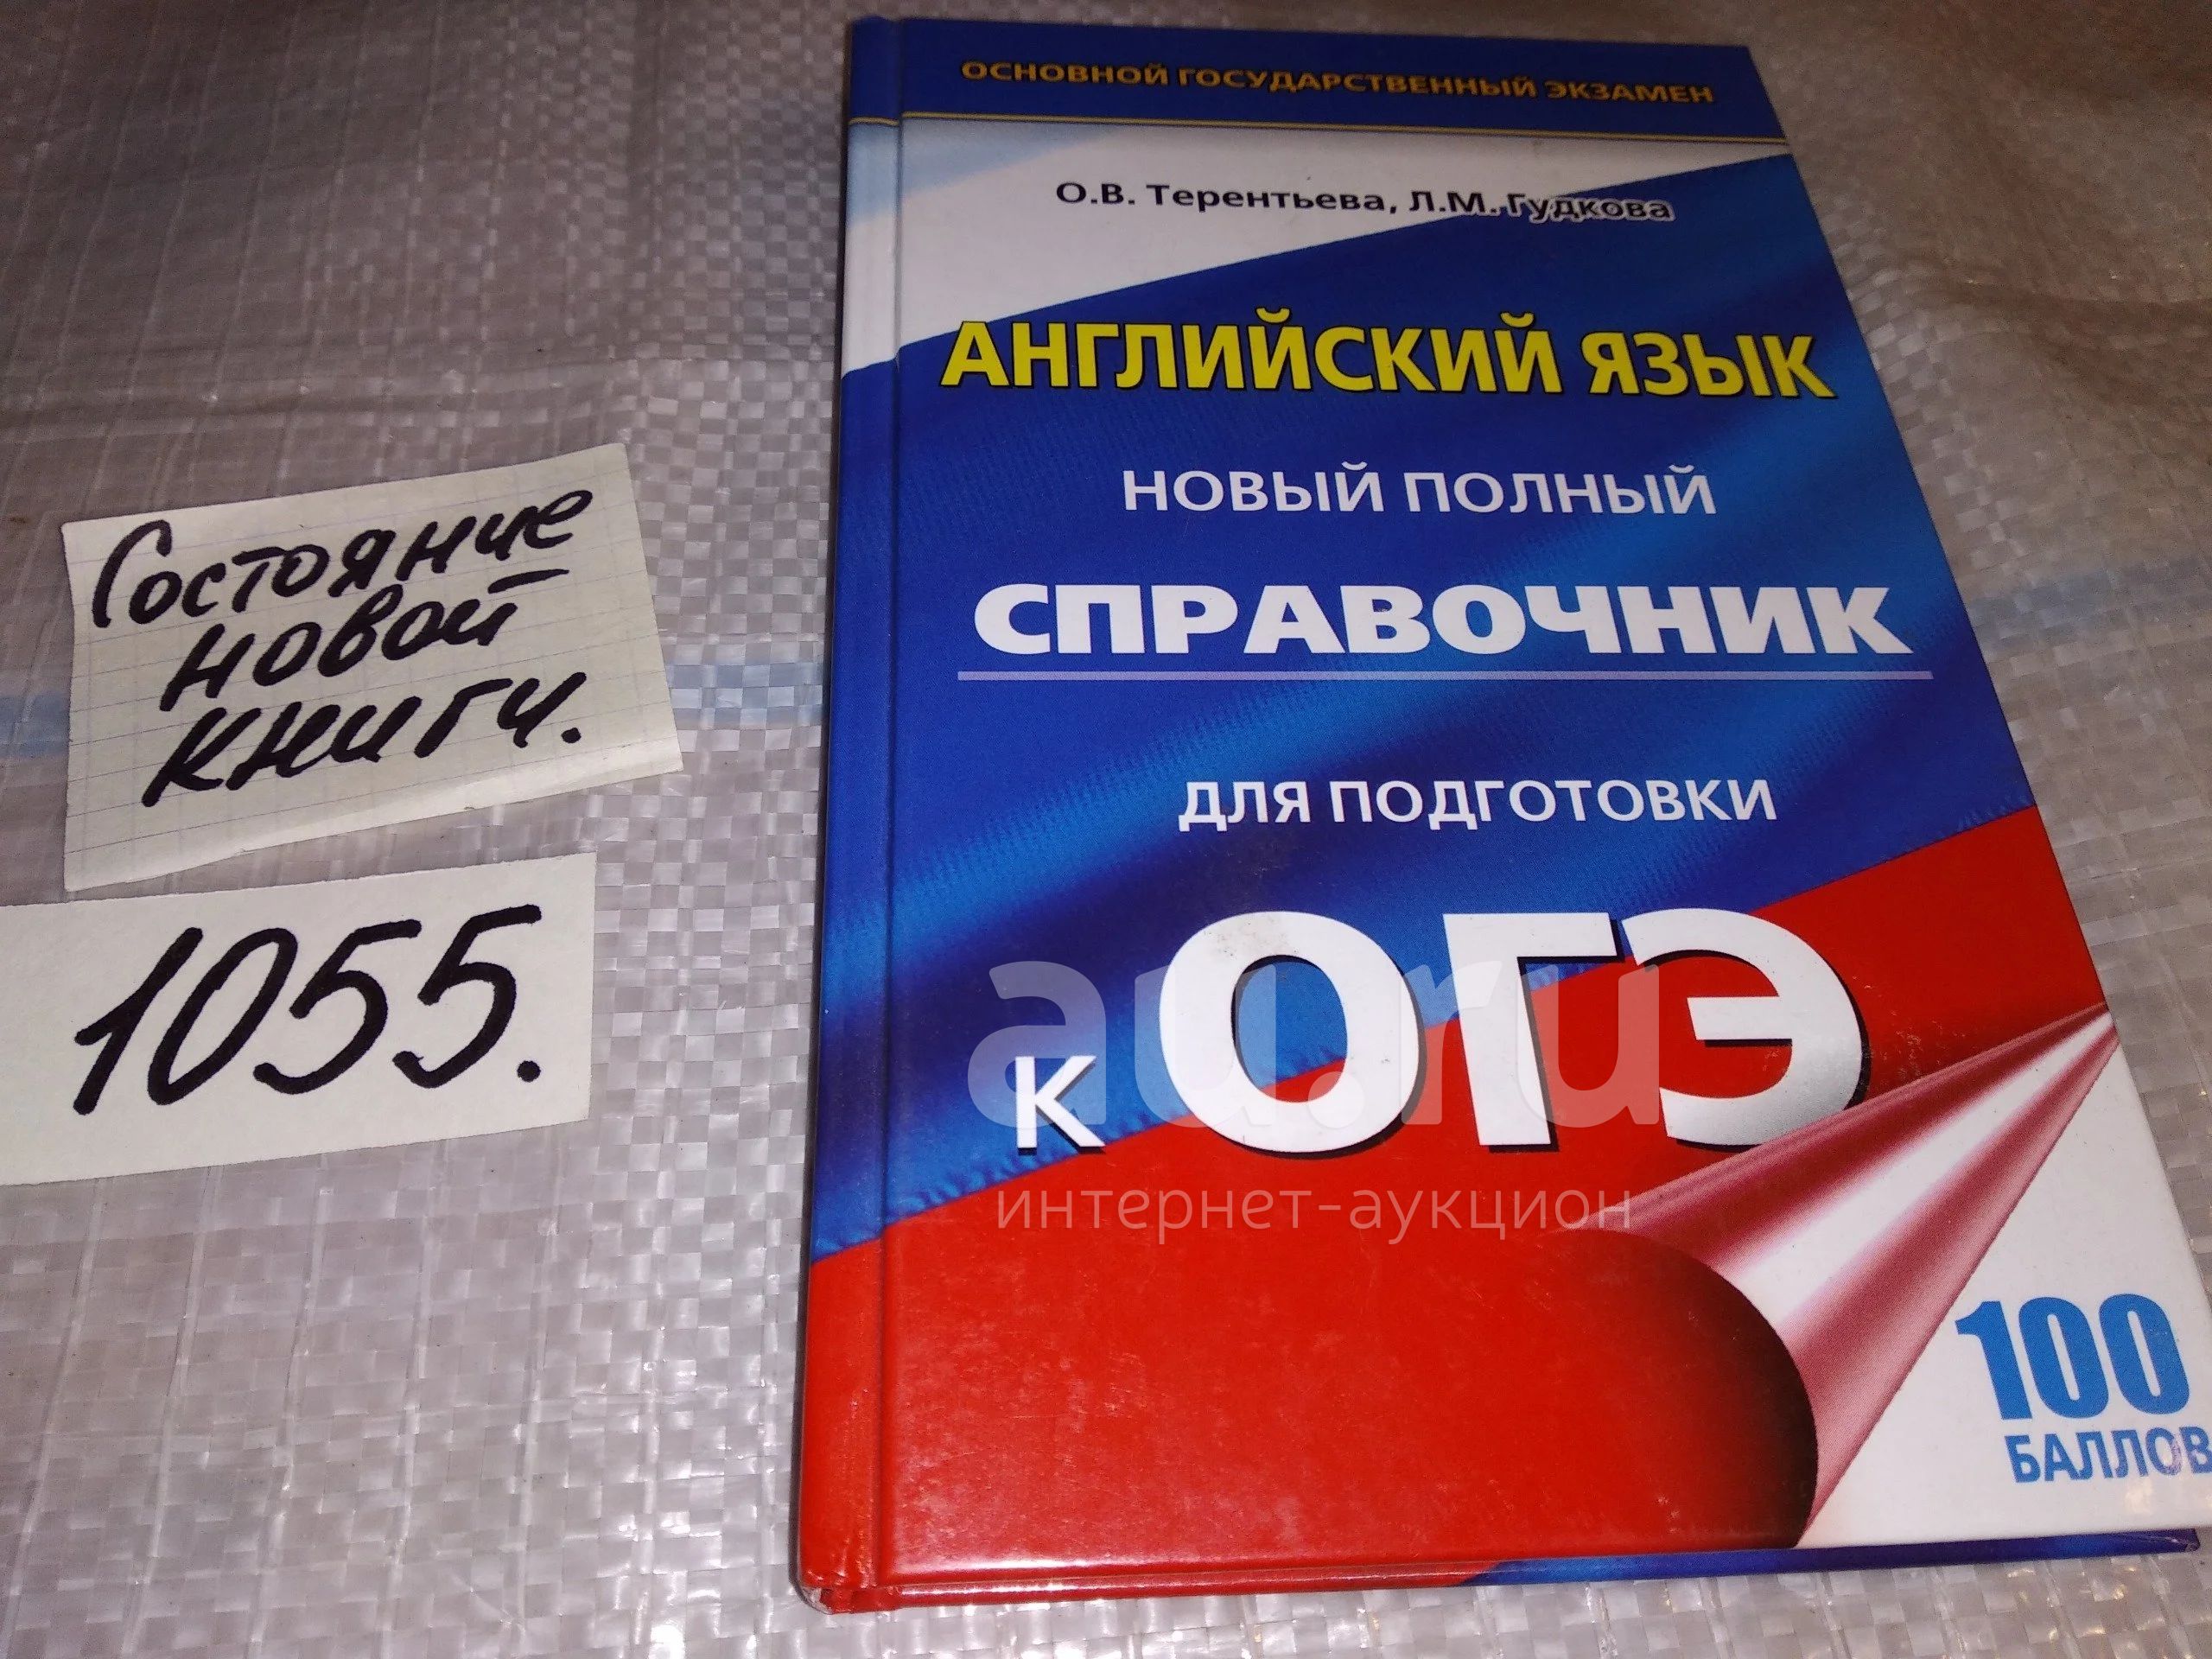 ОСНОВНОЙ ГОСУДАРСТВЕННЫЙ ЭКЗАМЕН
О.В. Терентьева, Л.М. Гудкова
АНГЛИЙСКИЙ ЯЗЫК
НОВЫЙ ПОЛНЫЙ
СПРАВОЧНИК
ДЛЯ ПОДГОТОВКИ
К ОГЭ
100
БАЛЛОВ
Состояние
новой
книги.
1055.
au.ru
интернет-аукцион